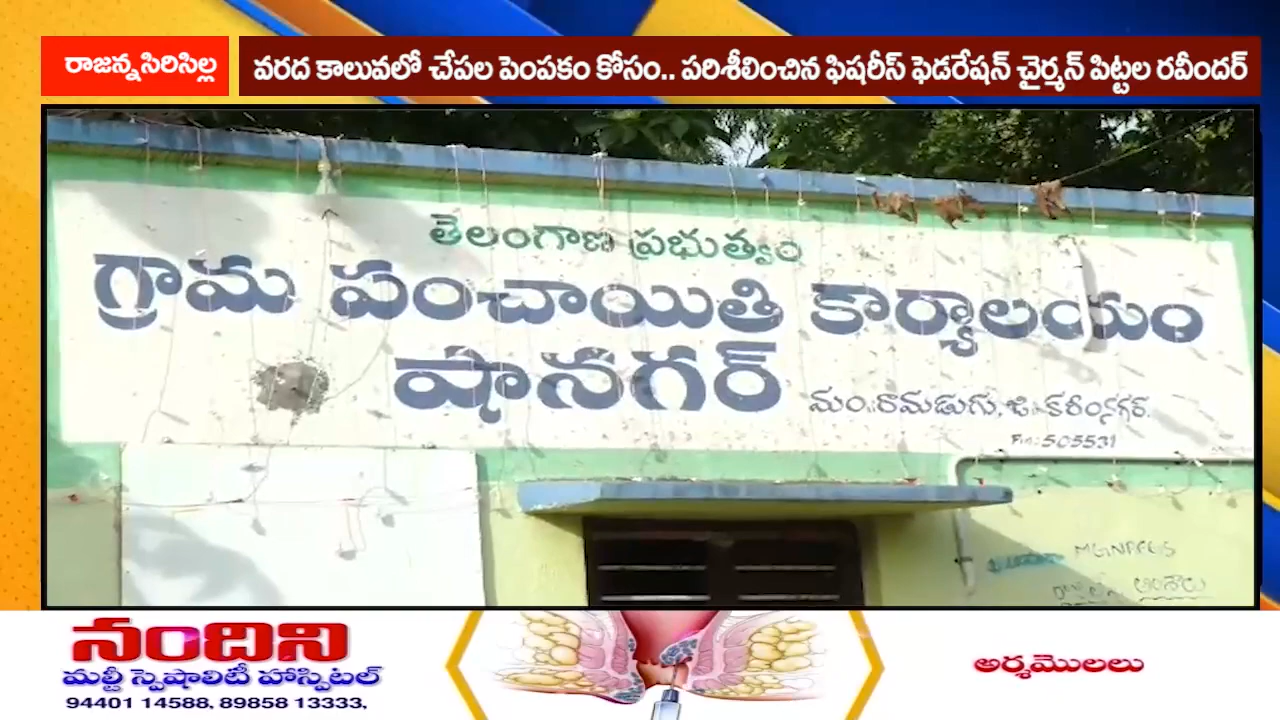 రాజన్నసిరిసిల్ల
వరద కాలువలో చేపల పెంపకం కోసం.. పరిశీలించిన ఫిషరీస్ ఫెడరేషన్ చైర్మన్ పిట్టల రవీందర్
తెలంగాణ ప్రభుత్వం
గ్రామ పంచాయితి కార్యాలయం
షానగర్ మం.రామడుగు,జి.కరీంనగర్.
Pin:505531
MGNREGS
నందిని
మల్టీ స్పెషాలిటీ హాస్పిటల్
94401 14588, 89858 13333,
అర్శమొలలు